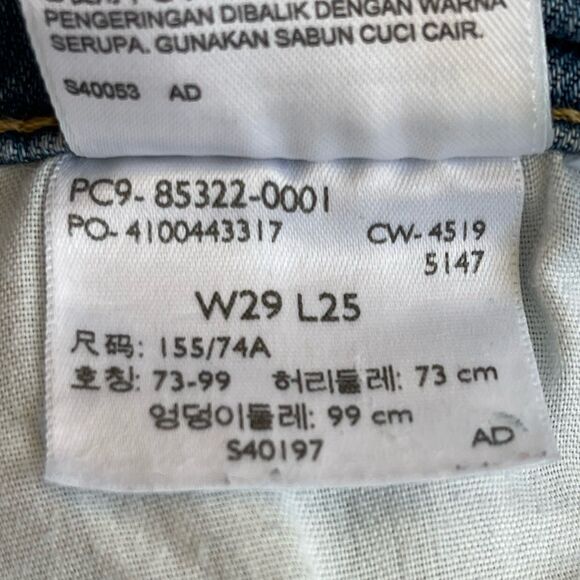 PENGERINGAN DIBALIK DENGAN WARNA
SERUPA. GUNAKAN SABUN CUCI CAIR.
S40053 AD
PC9- 85322-0001
PO- 4100443317 CW- 4519
5147
W29 L25
尺码: 155/74A
호칭: 73-99 허리둘레: 73 cm
엉덩이둘레: 99 cm
S40197 AD